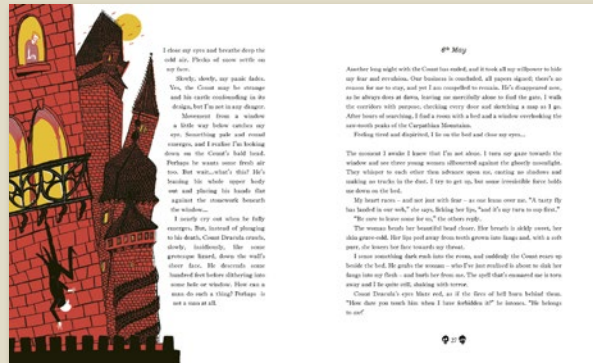 I close my eyes and breathe deep the
cold air. Flecks of snow settle on
my face.
Slowly, slowly, my panic fades.
Yes, the Count may be strange
and his castle confounding in its
design, but I'm not in any danger.
Movement from a window
a little way below catches my
eye. Something pale and round
emerges, and I realize I'm looking
down on the Count's bald head.
Perhaps he wants some fresh air
too. But wait...what's this? He's
leaning his whole upper body
out and placing his hands flat
against the stonework beneath
the window...
I nearly cry out when he fully
emerges. But, instead of plunging
to his death, Count Dracula crawls,
slowly, insidiously, like some
grotesque lizard, down the wall's
sheer face. He descends some
hundred feet before slithering into
some hole or window. How can a
man do such a thing? Perhaps he is
not a man at all.
6th May
Another long night with the Count has ended, and it took all my willpower to hide
my fear and revulsion. Our business is concluded, all papers signed; there's no
reason for me to stay, and yet I am compelled to remain. He's disappeared now,
as he always does at dawn, leaving me mercifully alone to find the gate. I walk
the corridors with purpose, checking every door and sketching a map as I go.
After hours of searching, I find a room with a bed and a window overlooking the
saw-tooth peaks of the Carpathian Mountains.
Feeling tired and dispirited, I lie on the bed and close my eyes...
The moment I awake I know that I'm not alone. I turn my gaze towards the
window and see three young women silhouetted against the ghostly moonlight.
They whisper to each other then advance upon me, casting no shadows and
making no tracks in the dust. I try to get up, but some irresistible force holds
me down on the bed.
My heart races – and not just with fear – as one leans over me. "A tasty fly
has landed in our web," she says, licking her lips, "and it's my turn to sup first."
"Be sure to leave some for us," the others reply.
The woman bends her beautiful head closer. Her breath is sickly sweet, her
skin grave-cold. Her lips peel away from teeth grown into fangs and, with a soft
purr, she lowers her face towards my throat.
I sense something dark rush into the room, and suddenly the Count rears up
beside the bed. He grabs the woman – who I've just realized is about to sink her
fangs into my flesh – and hurls her from me. The spell that's ensnared me is torn
away and I lie quite still, shaking with terror.
Count Dracula's eyes blaze red, as if the fires of hell burn behind them.
"How dare you touch him when I have forbidden it!" he intones. "He belongs
to me!
27